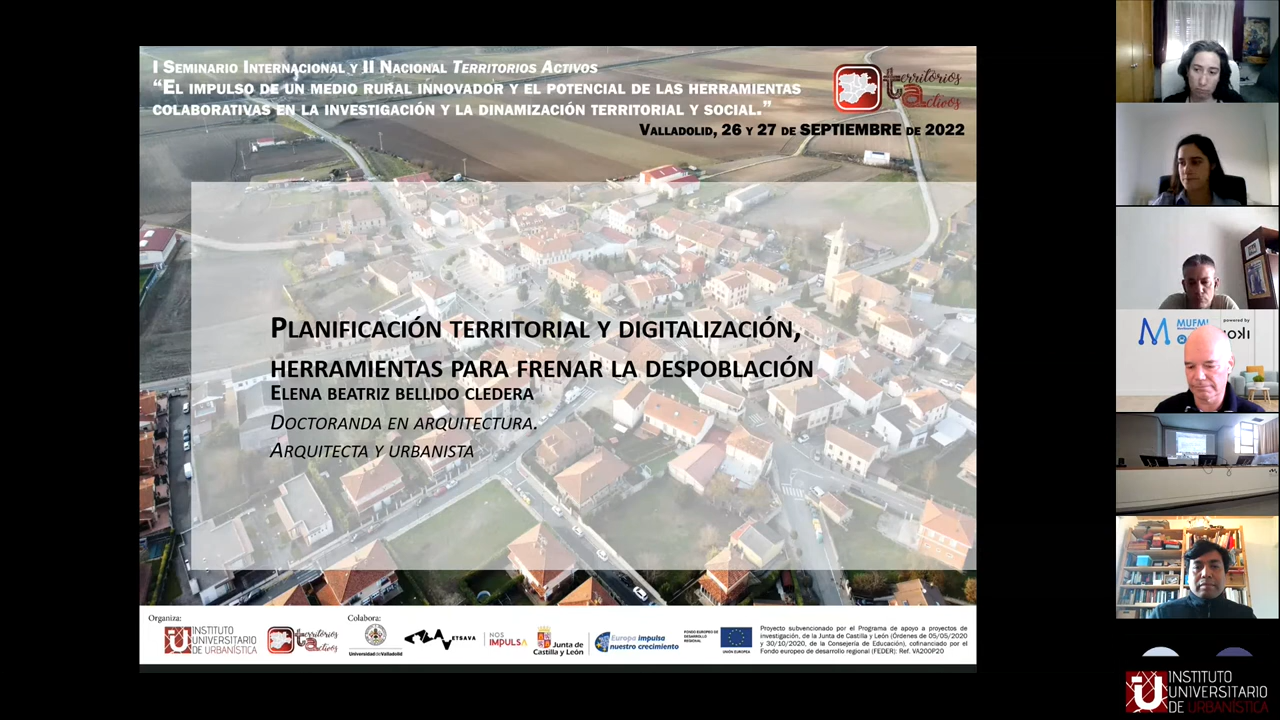 I Seminario Internacional y II Nacional Territorios Activos
“El impulso de un medio rural innovador y el potencial de las herramientas
colaborativas en la investigación y la dinamización territorial y social.”
territórios
activos
Valladolid, 26 y 27 de SEPTIEMBRE de 2022
Planificación territorial y digitalización,
herramientas para frenar la despoblación
Elena beatriz bellido cledera
Doctoranda en arquitectura.
Arquitecta y urbanista
Organiza:
INSTITUTO
UNIVERSITARIO
DE URBANÍSTICA
territórios
activos
Colabora:
Universidad de Valladolid
ETSAVA
NOS
IMPULSA
Junta de
Castilla y León
Europa impulsa
nuestro crecimiento
FONDO EUROPEO DE
DESARROLLO
REGIONAL
UNIÓN EUROPEA
Proyecto subvencionado por el Programa de apoyo a proyectos de
investigación, de la Junta de Castilla y León (Órdenes de 05/05/2020
y 30/10/2020, de la Consejería de Educación), cofinanciado por el
Fondo europeo de desarrollo regional (FEDER): Ref. VA200P20
MUFMI
powered by
INSTITUTO
UNIVERSITARIO
DE URBANÍSTICA